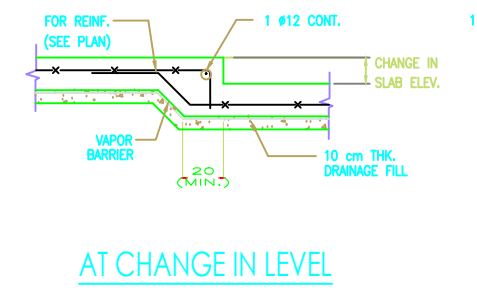 FOR REINF.
(SEE PLAN)
1 ø12 CONT.
1
CHANGE IN
SLAB ELEV.
VAPOR
BARRIER
20
(MIN.)
10 cm THK.
DRAINAGE FILL
AT CHANGE IN LEVEL